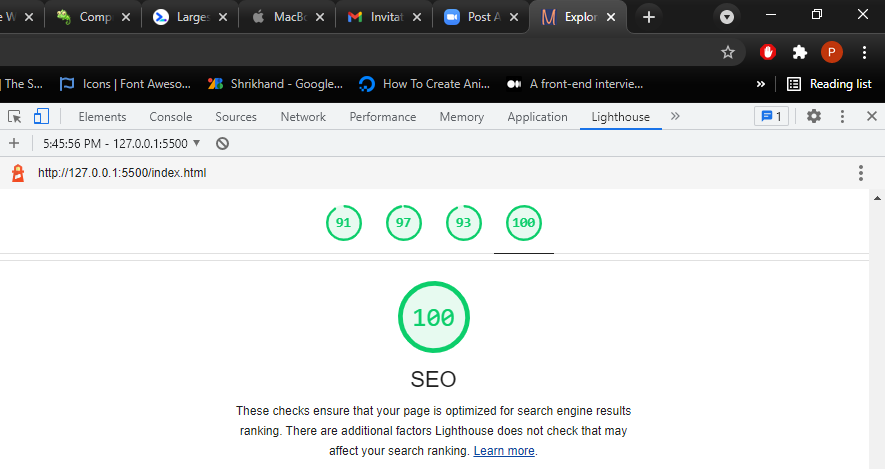 e W Comp Larges MacBo Invitat Post A Explor
P
The S... Icons | Font Aweso... Shrikhand - Google... How To Create Ani... A front-end intervie... » Reading list
Elements Console Sources Network Performance Memory Application Lighthouse » 1
5:45:56 PM - 127.0.0.1:5500
http://127.0.0.1:5500/index.html
91 97 93 100
100
SEO
These checks ensure that your page is optimized for search engine results
ranking. There are additional factors Lighthouse does not check that may
affect your search ranking. Learn more.